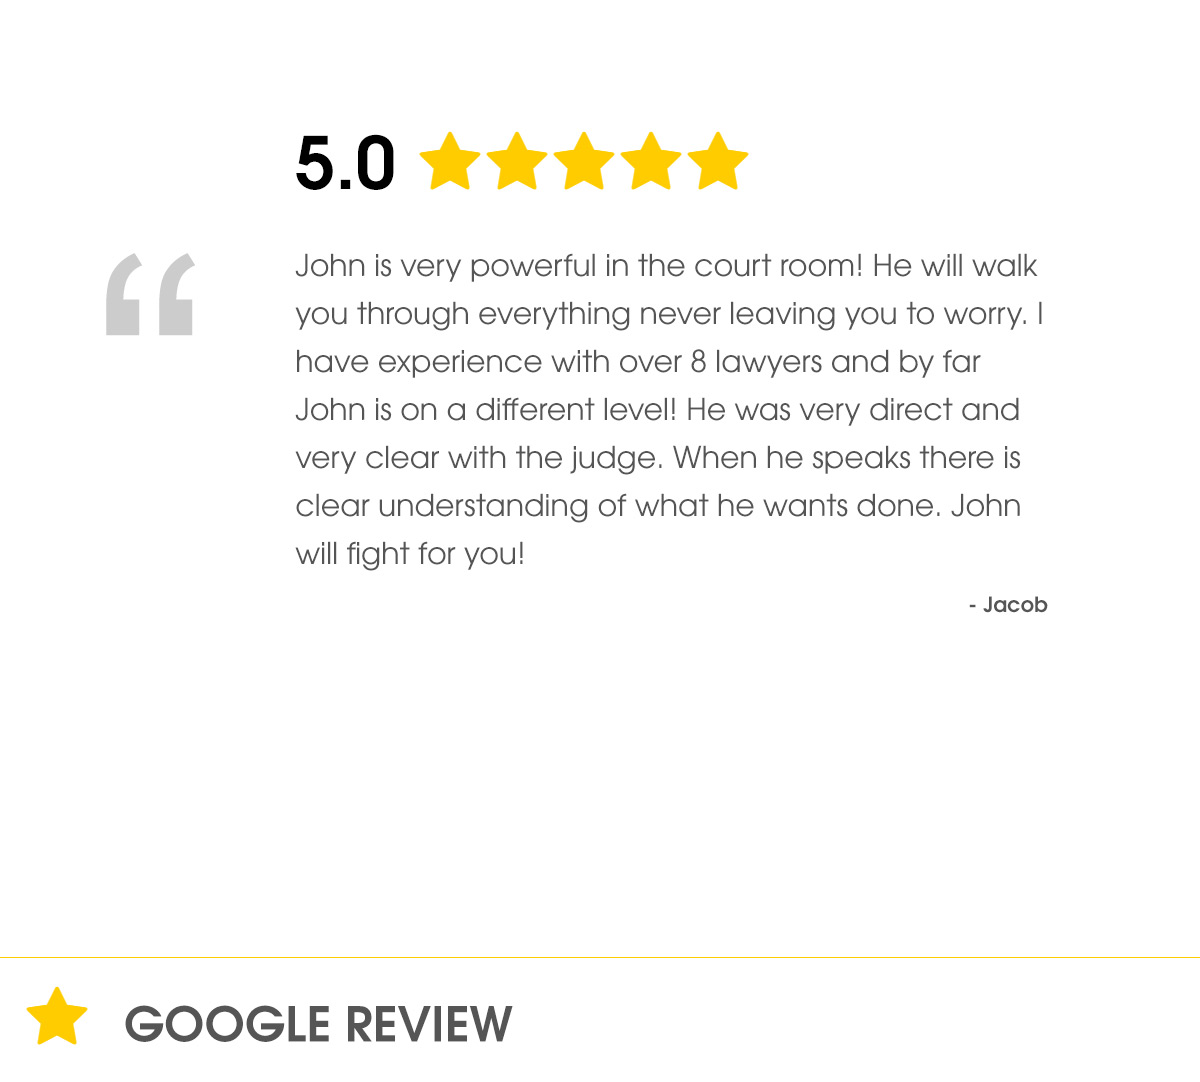 5.0
“
John is very powerful in the court room! He will walk
you through everything never leaving you to worry. I
have experience with over 8 lawyers and by far
John is on a different level! He was very direct and
very clear with the judge. When he speaks there is
clear understanding of what he wants done. John
will fight for you!
- Jacob
GOOGLE REVIEW